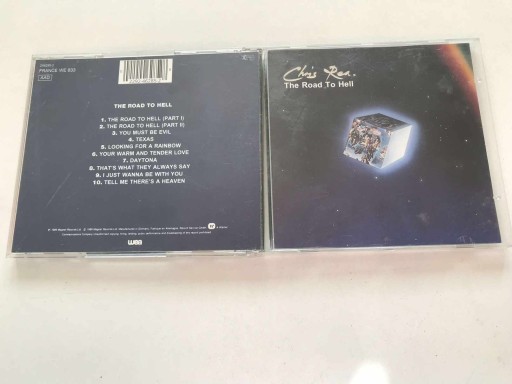 FRANCE: WE 833
AAD
THE ROAD TO HELL
1. THE ROAD TO HELL (PART I)
2. THE ROAD TO HELL (PART II)
3. YOU MUST BE EVIL
4. TEXAS
5. LOOKING FOR A RAINBOW
6. YOUR WARM AND TENDER LOVE
7. DAYTONA
8. THAT'S WHAT THEY ALWAYS SAY
9. I JUST WANNA BE WITH YOU
10. TELL ME THERE'S A HEAVEN
wea
Chris Rea.
The Road To Hell